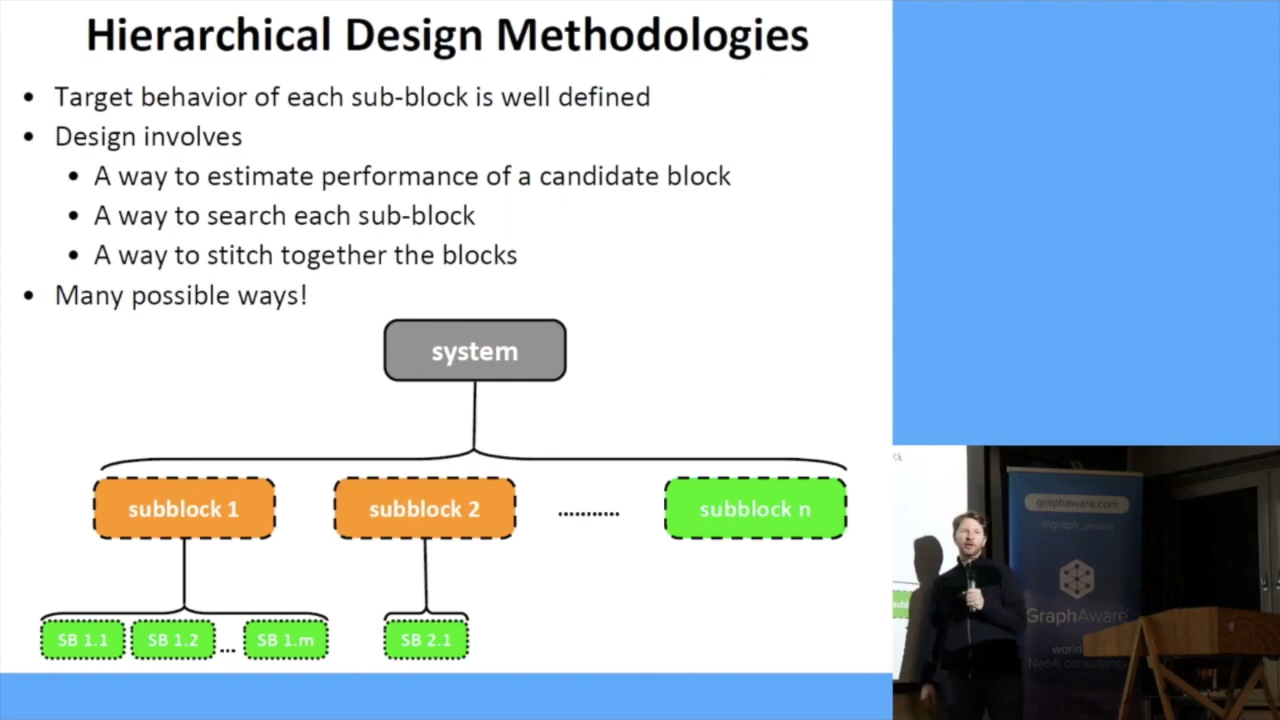 Hierarchical Design Methodologies
• Target behavior of each sub-block is well defined
• Design involves
• A way to estimate performance of a candidate block
• A way to search each sub-block
• A way to stitch together the blocks
• Many possible ways!
system
subblock 1
subblock 2
...........
subblock n
SB 1.1
SB 1.2
...
SB 1.m
SB 2.1
graphaware.com
@graph_aware
GraphAware
world
Neo4j consultancy